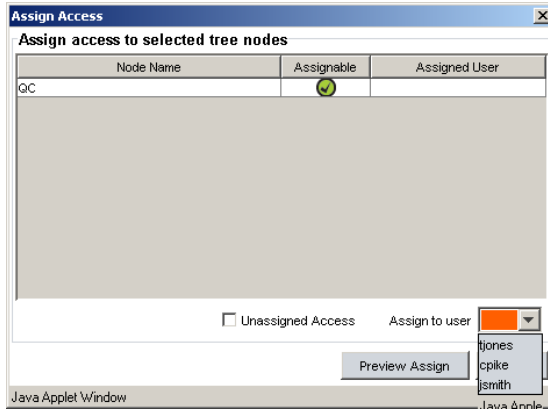 Assign Access
Assign access to selected tree nodes
Node Name Assignable Assigned User
QC
Unassigned Access Assign to user
tjones
Preview Assign cpike
jsmith
Java Applet Window Java Apple